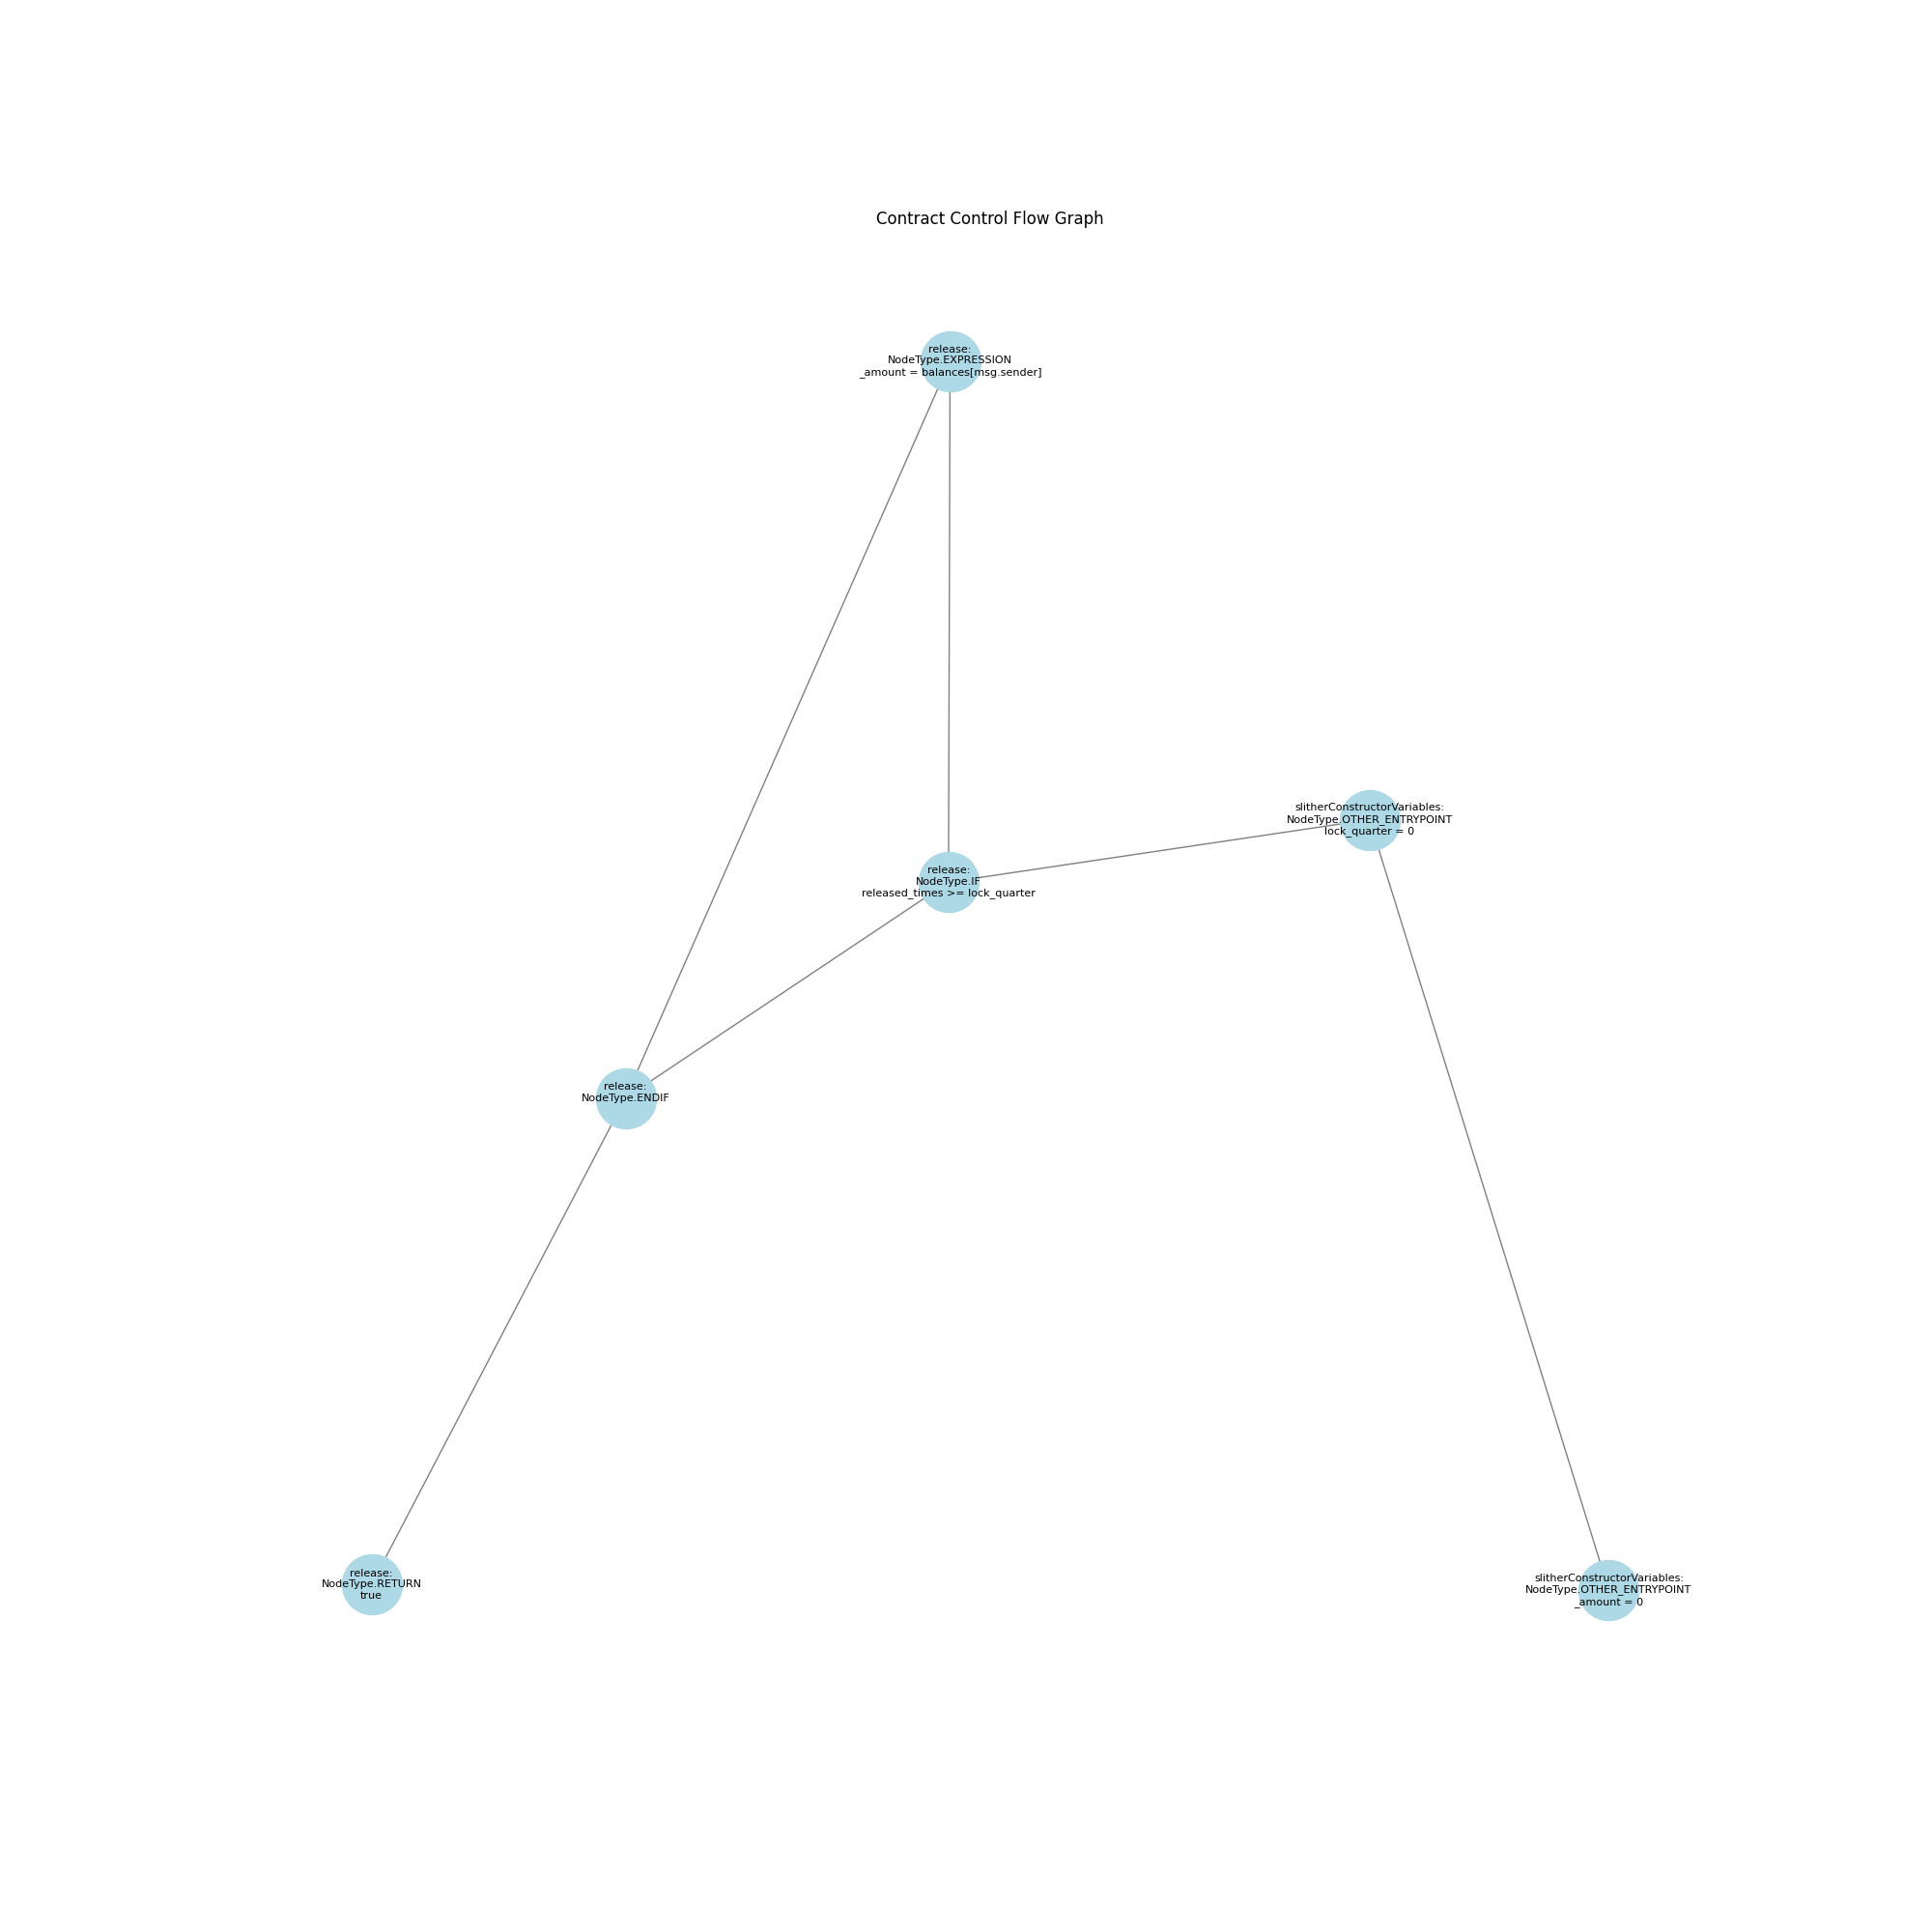 Contract Control Flow Graph
release:
NodeType.EXPRESSION
_amount = balances[msg.sender]
slitherConstructorVariables:
NodeType.OTHER_ENTRYPOINT
lock_quarter = 0
release:
NodeType.IF
released_times >= lock_quarter
release:
NodeType.ENDIF
release:
NodeType.RETURN
true
slitherConstructorVariables:
NodeType.OTHER_ENTRYPOINT
_amount = 0